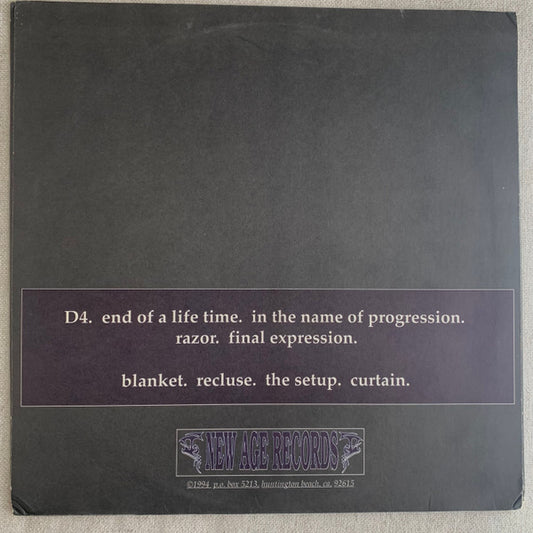 D4. end of a life time. in the name of progression.
razor. final expression.
blanket. recluse. the setup. curtain.
NEW AGE RECORDS
©1994 p.o. box 5213, huntington beach, ca. 92615